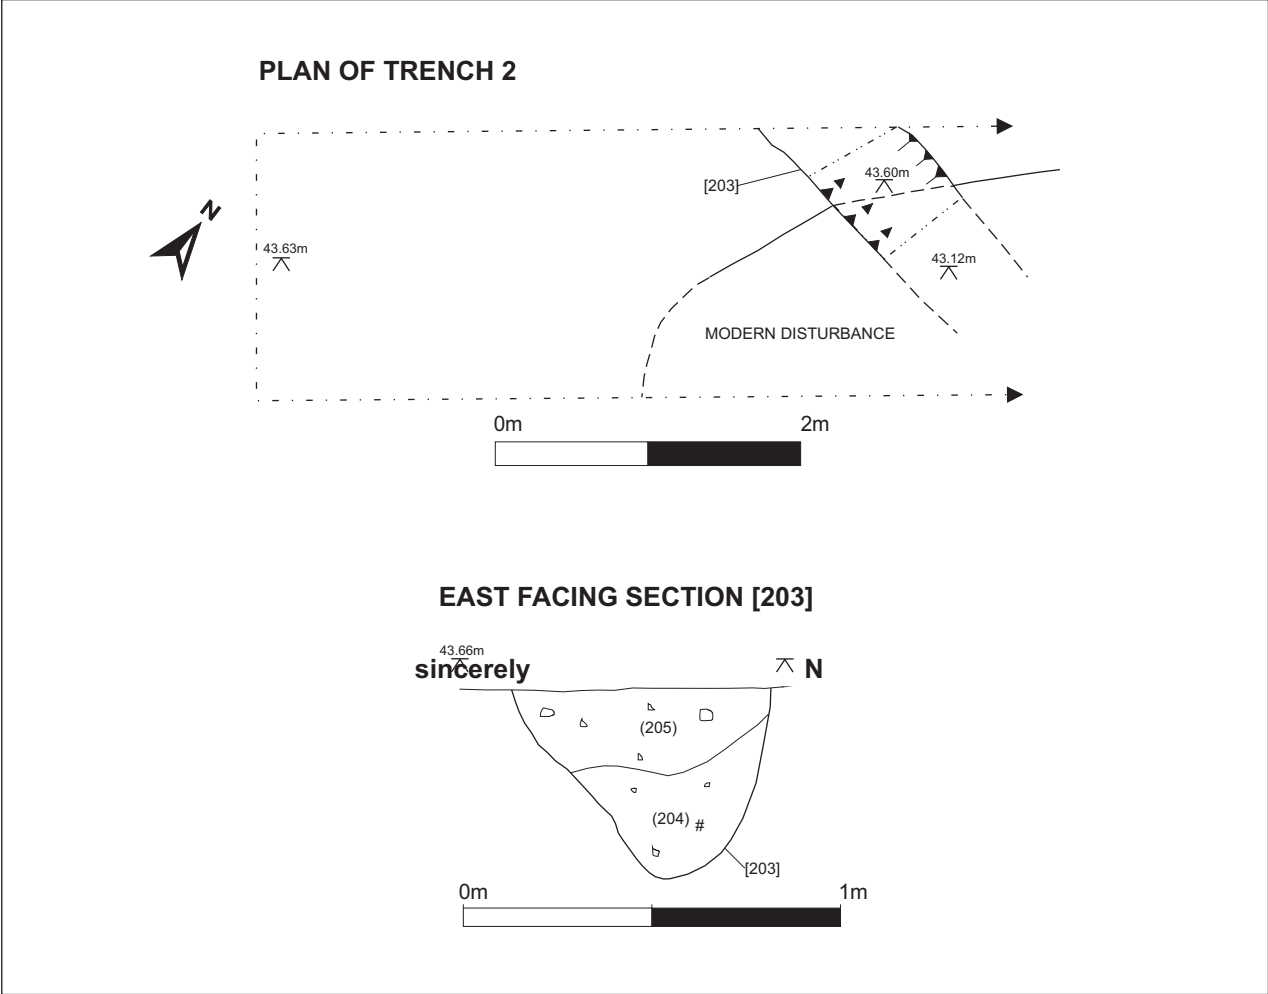 PLAN OF TRENCH 2
N
[203]
43.60m
43.63m
43.12m
MODERN DISTURBANCE
0m 2m
EAST FACING SECTION [203]
43.66m
sincerely N
(205)
(204) #
[203]
0m 1m